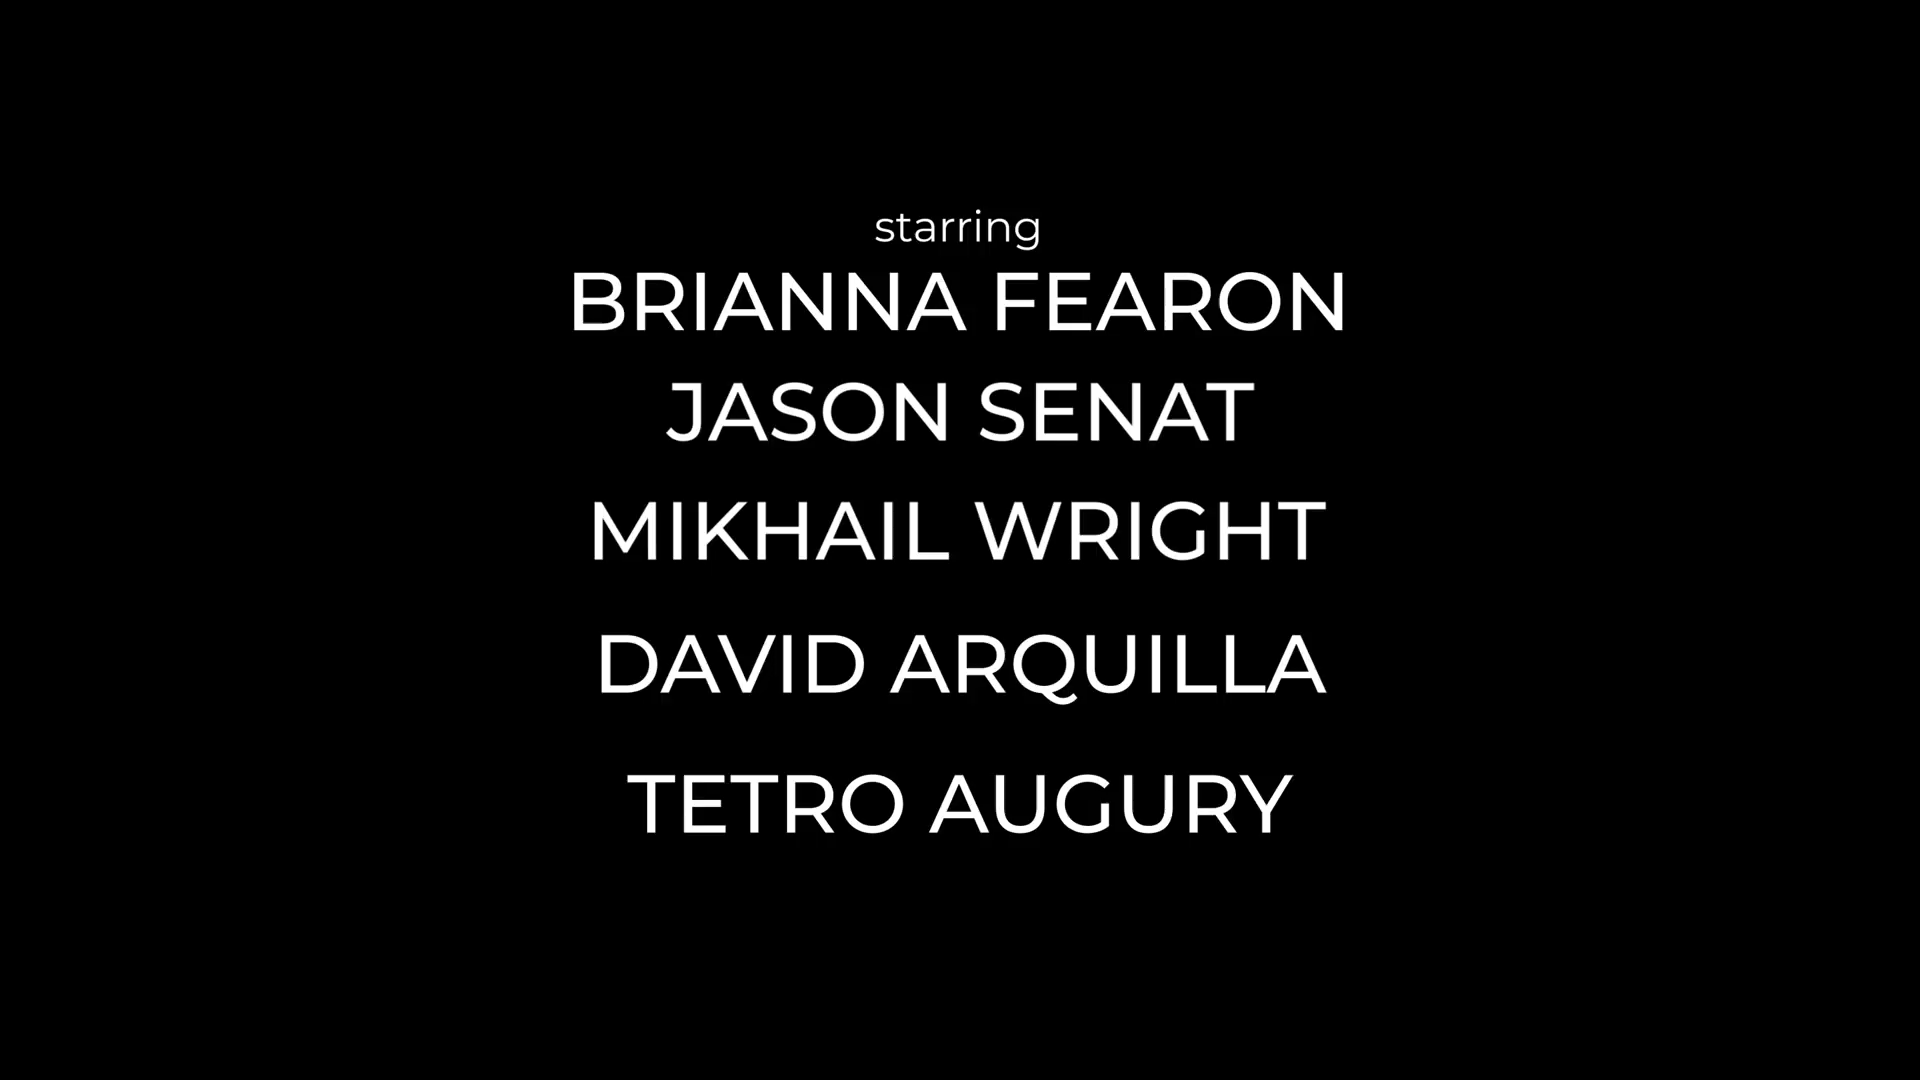 starring
BRIANNA FEARON
JASON SENAT
MIKHAIL WRIGHT
DAVID ARQUILLA
TETRO AUGURY